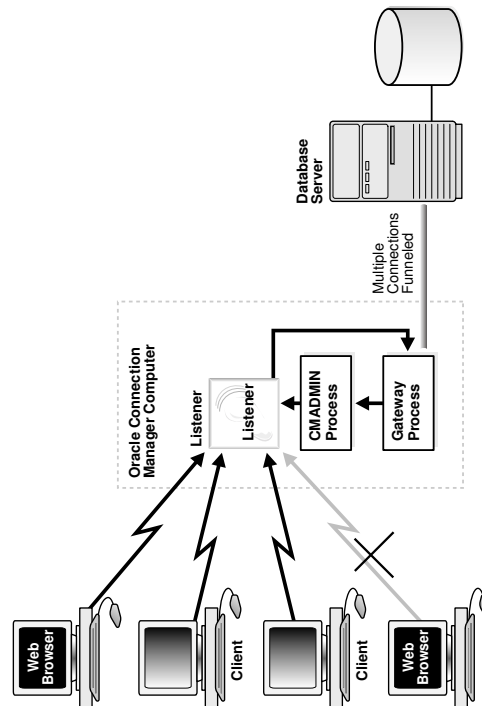 Web
Browser
Client
Client
Web
Browser
Oracle Connection
Manager Computer
Listener
Listener
CMADMIN
Process
Gateway
Process
Multiple
Connections
Funneled
Database
Server